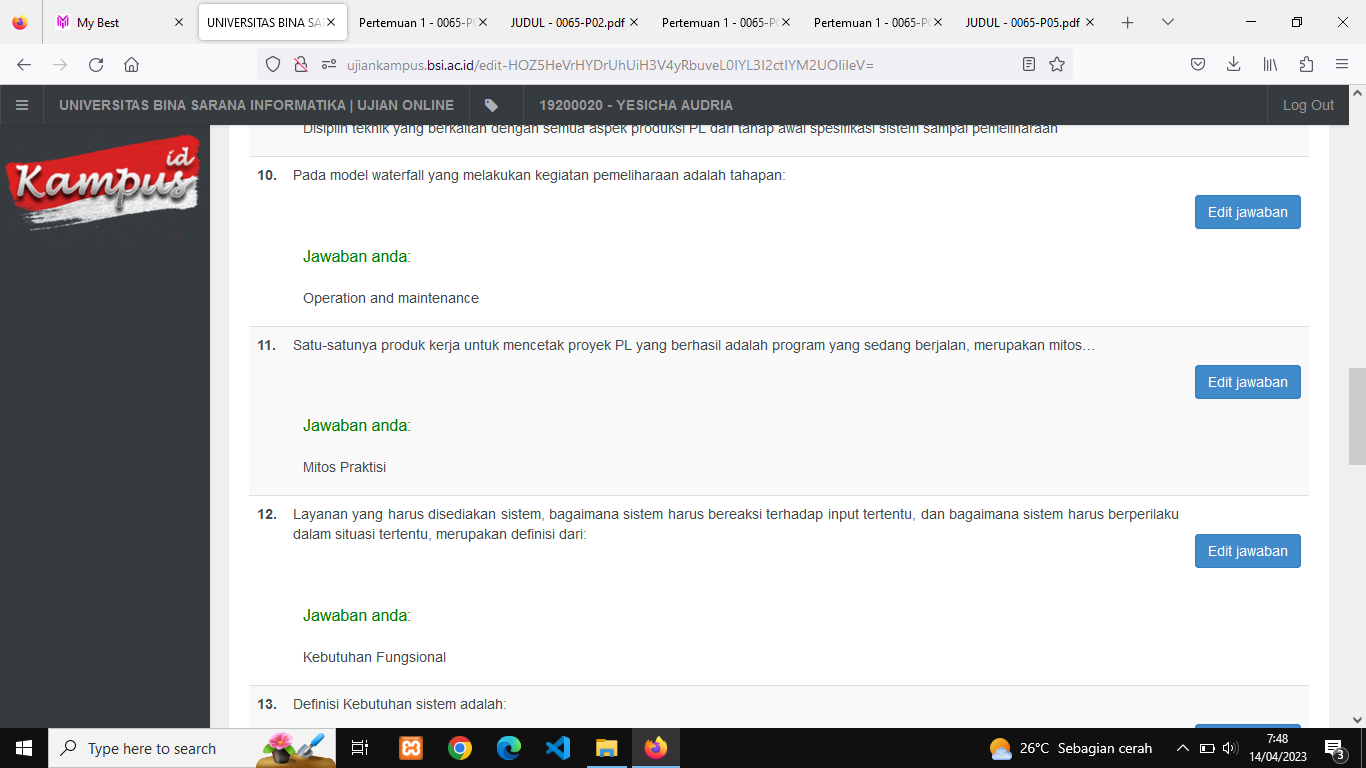 My Best
UNIVERSITAS BINA SA
Pertemuan 1 - 0065-P0
JUDUL - 0065-P02.pdf
Pertemuan 1 - 0065-P0
Pertemuan 1 - 0065-P0
JUDUL - 0065-P05.pdf
ujiankampus.bsi.ac.id/edit-HOZ5HeVrHYDrUhUiH3V4yRbuveL0IYL3I2ctIYM2UOIiIeV=
UNIVERSITAS BINA SARANA INFORMATIKA | UJIAN ONLINE
19200020 - YESICHA AUDRIA
Log Out
id
Kampus
Disiplin teknik yang berkaitan dengan semua aspek produksi PL dari tahap awal spesifikasi sistem sampai pemeliharaan
10. Pada model waterfall yang melakukan kegiatan pemeliharaan adalah tahapan:
Edit jawaban
Jawaban anda:
Operation and maintenance
11. Satu-satunya produk kerja untuk mencetak proyek PL yang berhasil adalah program yang sedang berjalan, merupakan mitos…
Edit jawaban
Jawaban anda:
Mitos Praktisi
12. Layanan yang harus disediakan sistem, bagaimana sistem harus bereaksi terhadap input tertentu, dan bagaimana sistem harus berperilaku
dalam situasi tertentu, merupakan definisi dari:
Edit jawaban
Jawaban anda:
Kebutuhan Fungsional
13. Definisi Kebutuhan sistem adalah:
Type here to search
26°C Sebagian cerah
7:48
14/04/2023
3